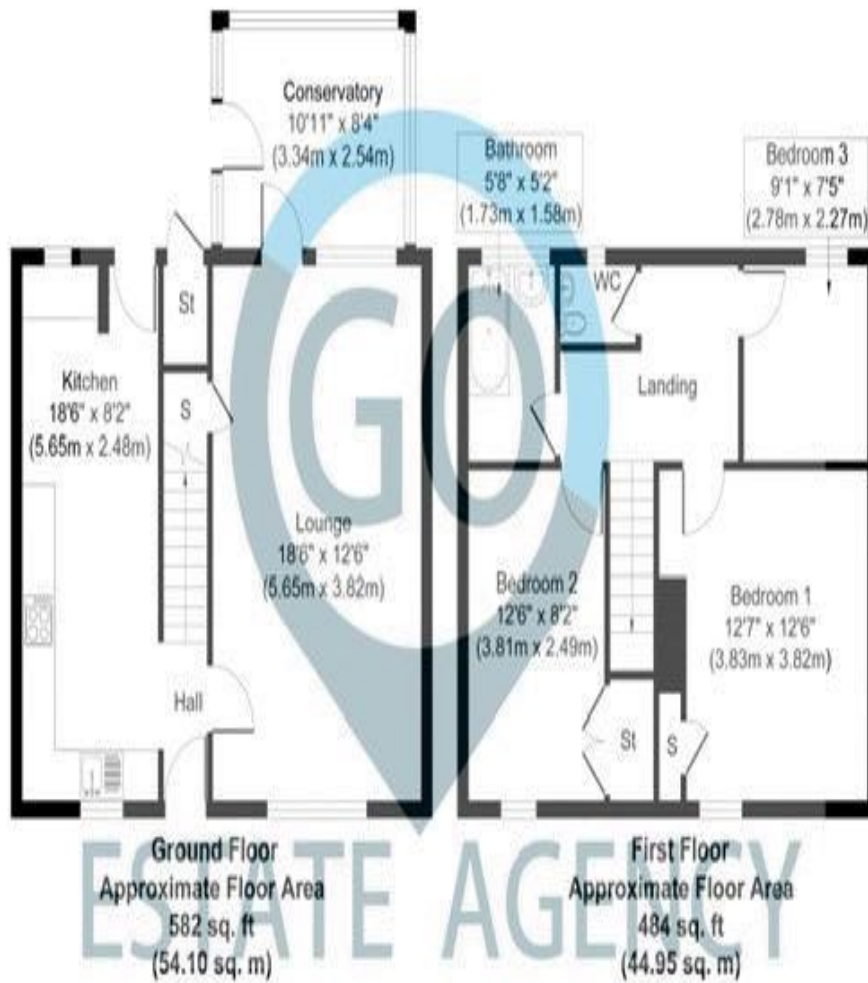 Conservatory
10'11" x 8'4"
(3.34m x 2.54m)
St
Kitchen
18'6" x 8'2"
(5.65m x 2.48m)
S
Lounge
18'6" x 12'6"
(5.65m x 3.82m)
Hall
Ground Floor
Approximate Floor Area
582 sq. ft
(54.10 sq. m)
Bathroom
5'8" x 5'2"
(1.73m x 1.58m)
Bedroom 3
9'1" x 7'5"
(2.78m x 2.27m)
WC
Landing
Bedroom 2
12'6" x 8'2"
(3.81m x 2.49m)
Bedroom 1
12'7" x 12'6"
(3.83m x 3.82m)
St
S
First Floor
Approximate Floor Area
484 sq. ft
(44.95 sq. m)
GO
ESTATE AGENCY